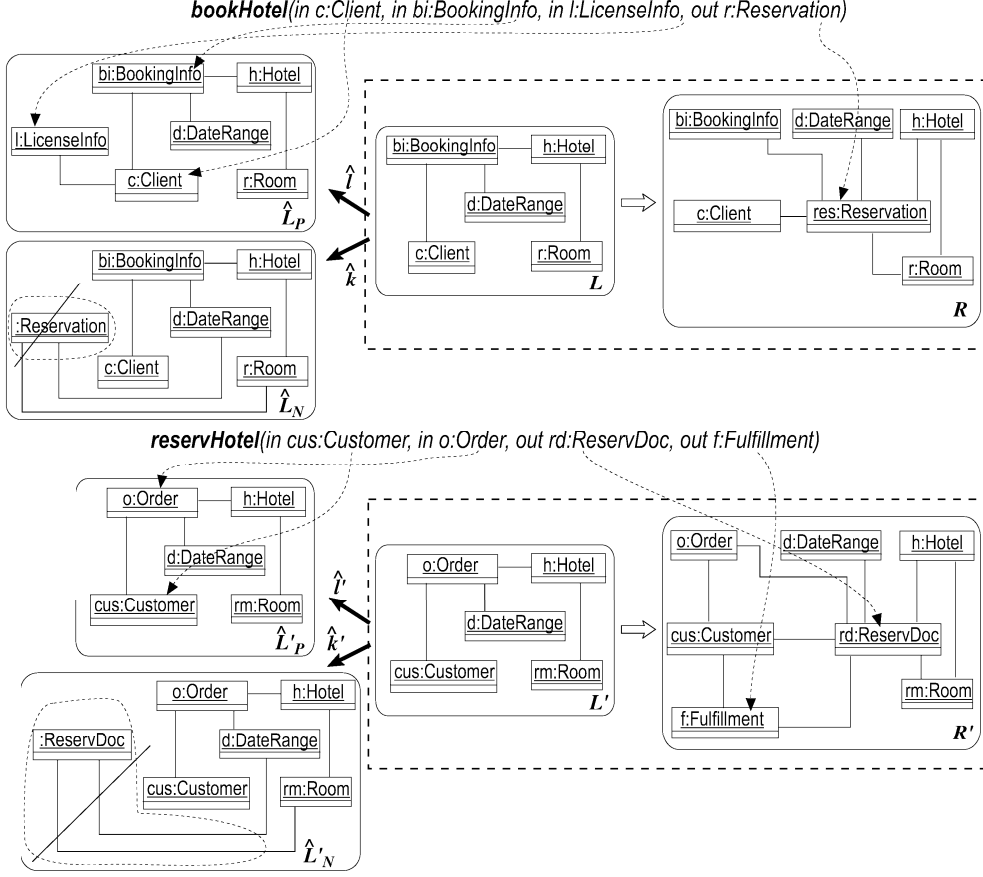 bookHotel(in c:Client, in bi:BookingInfo, in l:LicenseInfo, out r:Reservation)
bi:BookingInfo
h:Hotel
l:LicenseInfo
d:DateRange
c:Client
r:Room
L̂P
bi:BookingInfo
h:Hotel
:Reservation
d:DateRange
c:Client
r:Room
L̂N
l̂
k̂
bi:BookingInfo
h:Hotel
d:DateRange
c:Client
r:Room
L
bi:BookingInfo
d:DateRange
h:Hotel
c:Client
res:Reservation
r:Room
R
reservHotel(in cus:Customer, in o:Order, out rd:ReservDoc, out f:Fulfillment)
o:Order
h:Hotel
d:DateRange
cus:Customer
rm:Room
L̂'P
o:Order
h:Hotel
:ReservDoc
d:DateRange
cus:Customer
rm:Room
L̂'N
l̂'
k̂'
o:Order
h:Hotel
d:DateRange
cus:Customer
rm:Room
L'
o:Order
d:DateRange
h:Hotel
cus:Customer
rd:ReservDoc
rm:Room
f:Fulfillment
R'